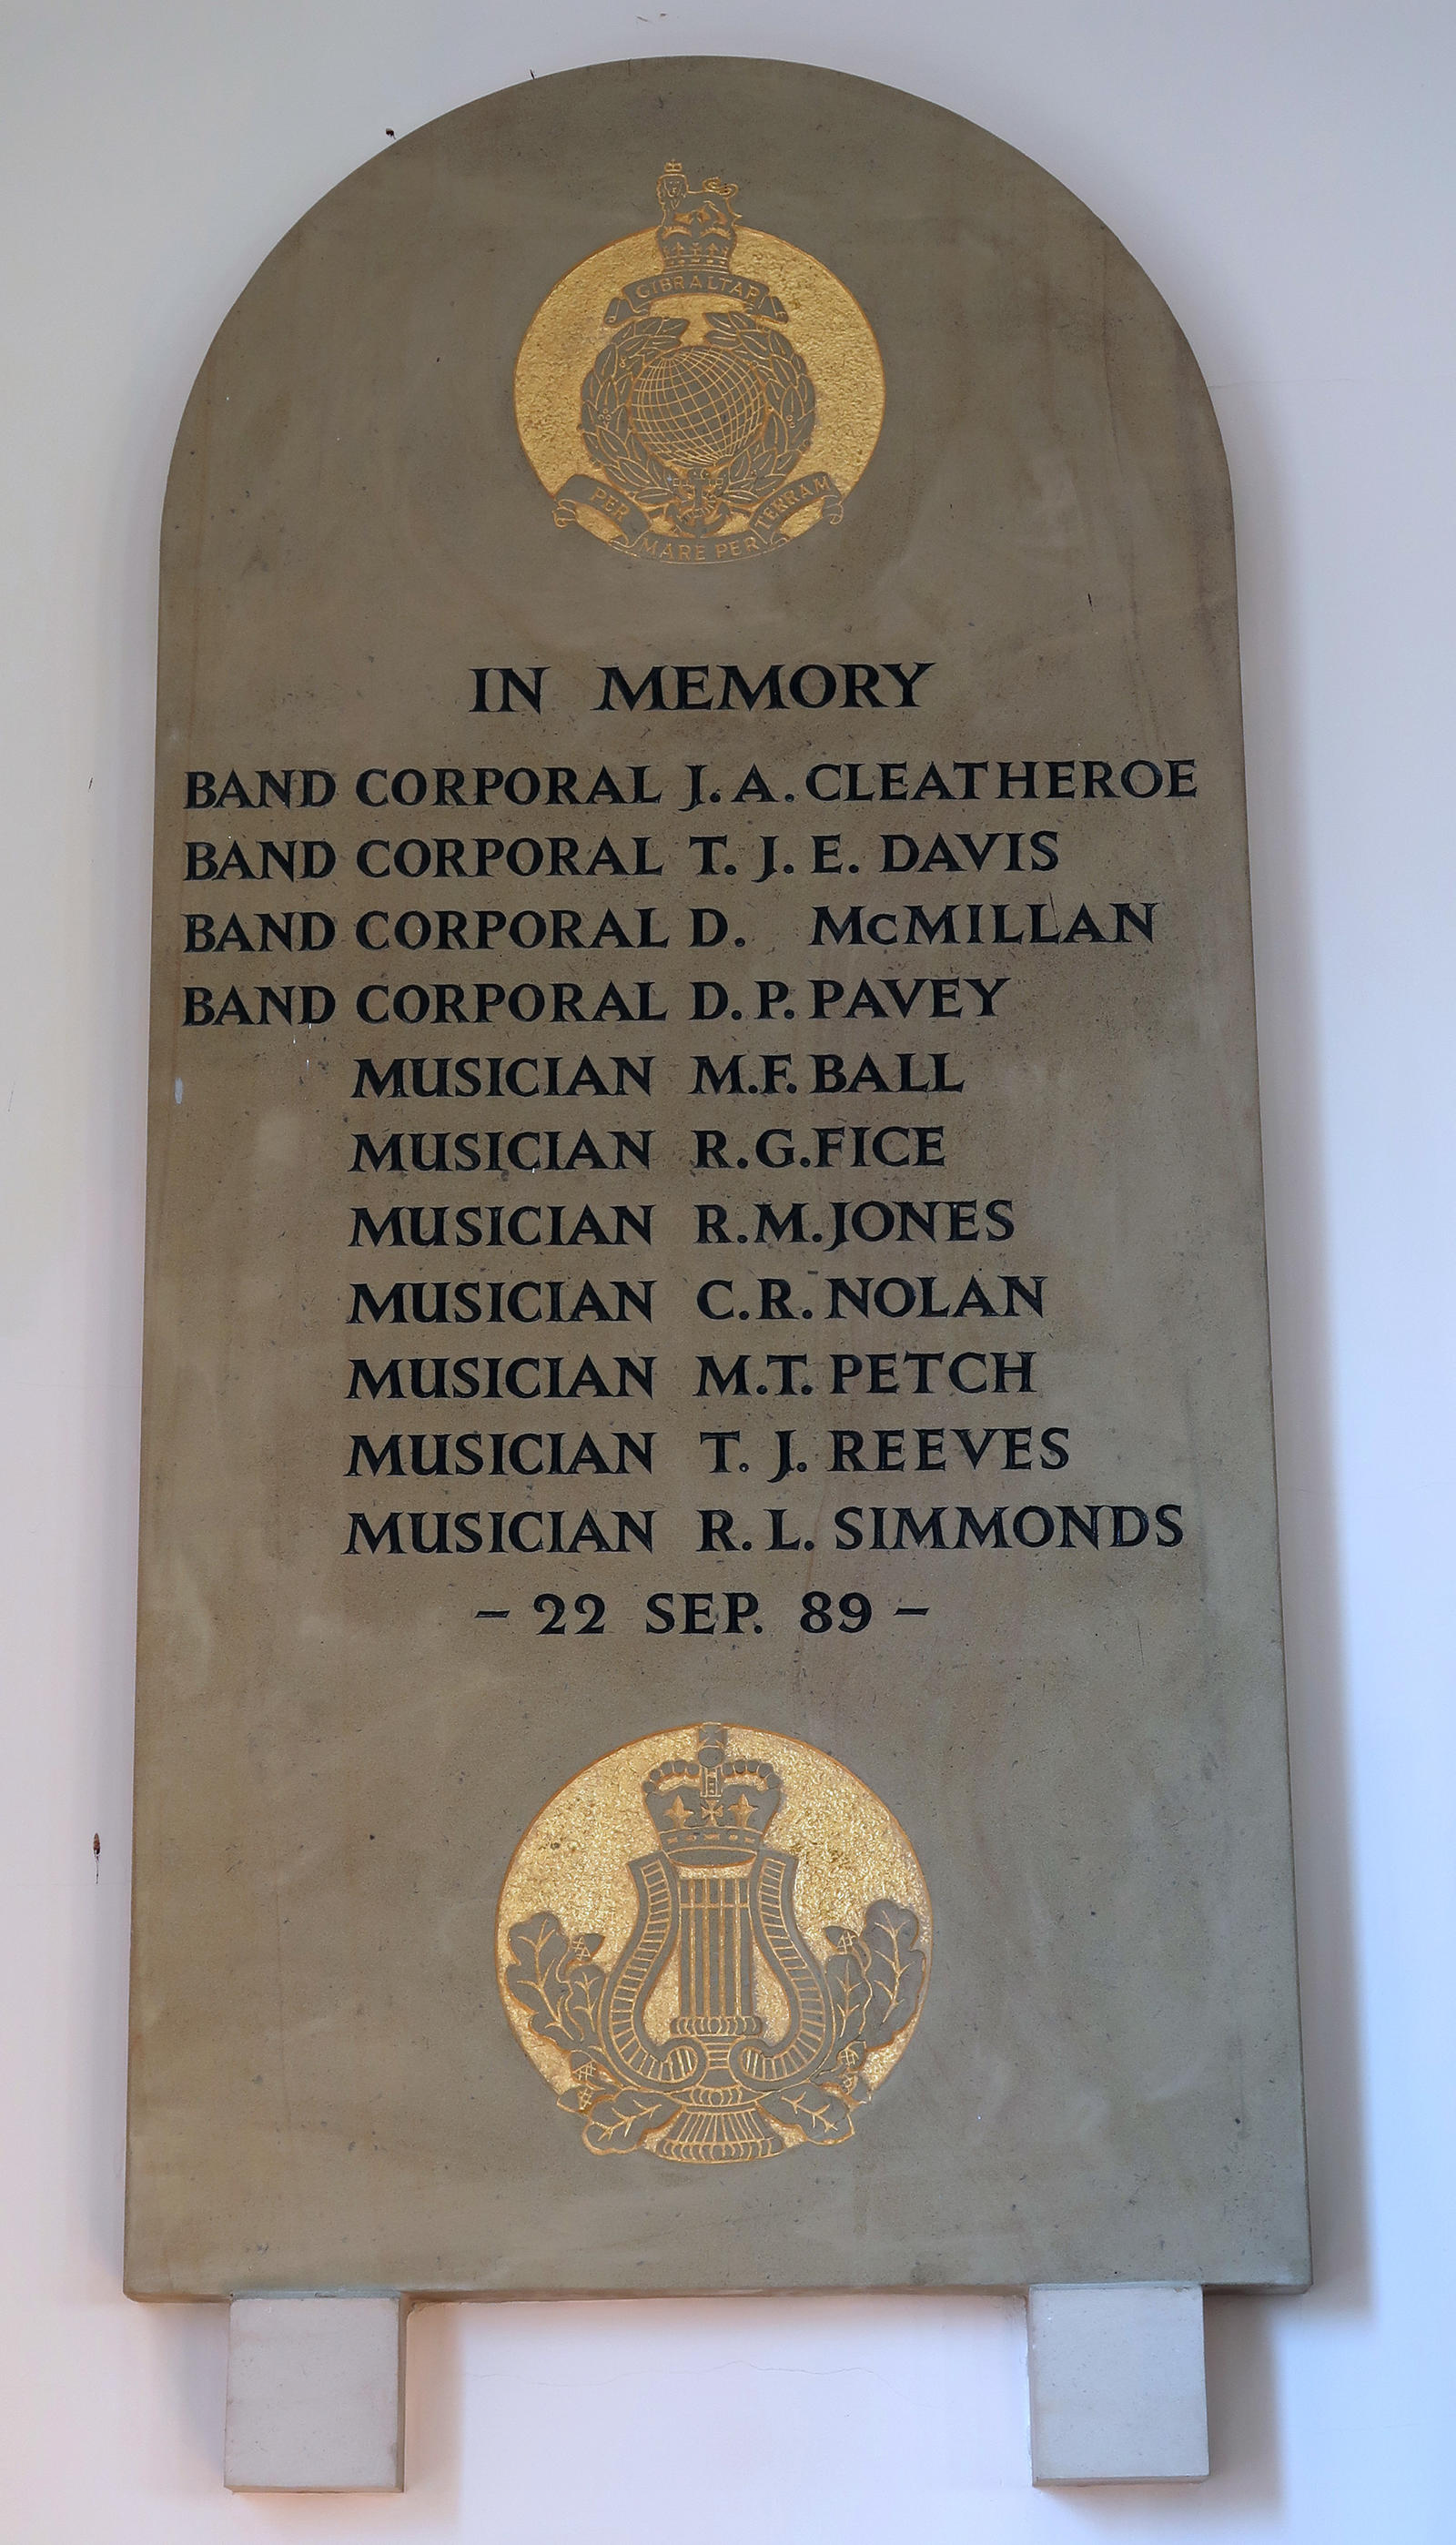 GIBRALTAR
PER MARE PER TERRAM
IN MEMORY
BAND CORPORAL J. A. CLEATHEROE
BAND CORPORAL T. J. E. DAVIS
BAND CORPORAL D. McMILLAN
BAND CORPORAL D. P. PAVEY
MUSICIAN M.F. BALL
MUSICIAN R.G. FICE
MUSICIAN R.M. JONES
MUSICIAN C.R. NOLAN
MUSICIAN M.T. PETCH
MUSICIAN T. J. REEVES
MUSICIAN R. L. SIMMONDS
– 22 SEP. 89 –